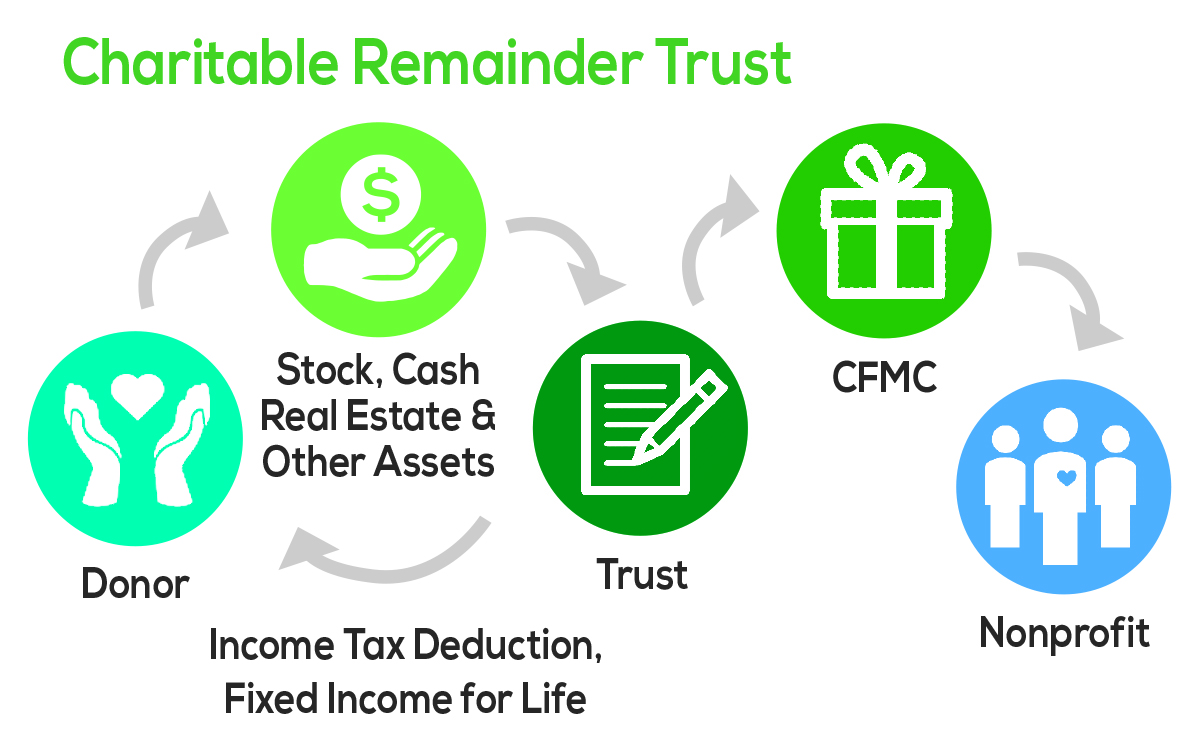 Charitable Remainder Trust
$
Stock, Cash
Real Estate &
Other Assets
CFMC
Donor
Trust
Nonprofit
Income Tax Deduction,
Fixed Income for Life